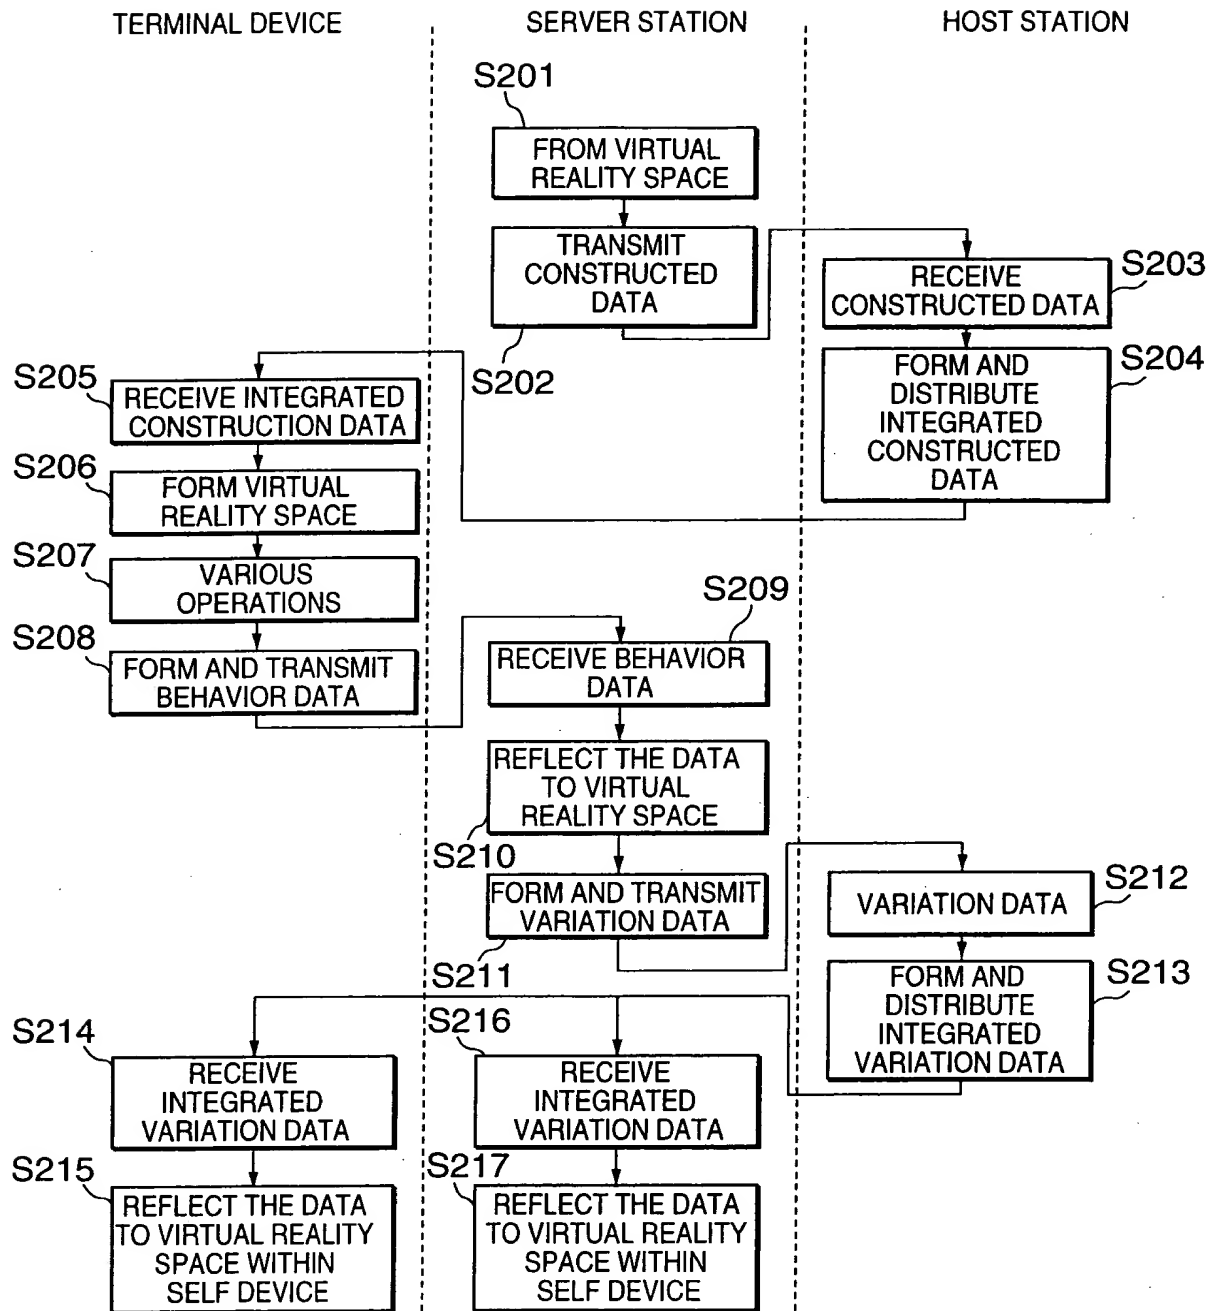 TERMINAL DEVICE
SERVER STATION
HOST STATION
S201
FROM VIRTUAL
REALITY SPACE
TRANSMIT
CONSTRUCTED
DATA
S202
RECEIVE
CONSTRUCTED DATA
S203
FORM AND
DISTRIBUTE
INTEGRATED
CONSTRUCTED
DATA
S204
S205
RECEIVE INTEGRATED
CONSTRUCTION DATA
S206
FORM VIRTUAL
REALITY SPACE
S207
VARIOUS
OPERATIONS
S208
FORM AND TRANSMIT
BEHAVIOR DATA
S209
RECEIVE BEHAVIOR
DATA
REFLECT THE DATA
TO VIRTUAL
REALITY SPACE
S210
FORM AND TRANSMIT
VARIATION DATA
S211
VARIATION DATA
S212
FORM AND
DISTRIBUTE
INTEGRATED
VARIATION DATA
S213
S214
RECEIVE
INTEGRATED
VARIATION DATA
S215
REFLECT THE DATA
TO VIRTUAL REALITY
SPACE WITHIN
SELF DEVICE
S216
RECEIVE
INTEGRATED
VARIATION DATA
S217
REFLECT THE DATA
TO VIRTUAL REALITY
SPACE WITHIN
SELF DEVICE